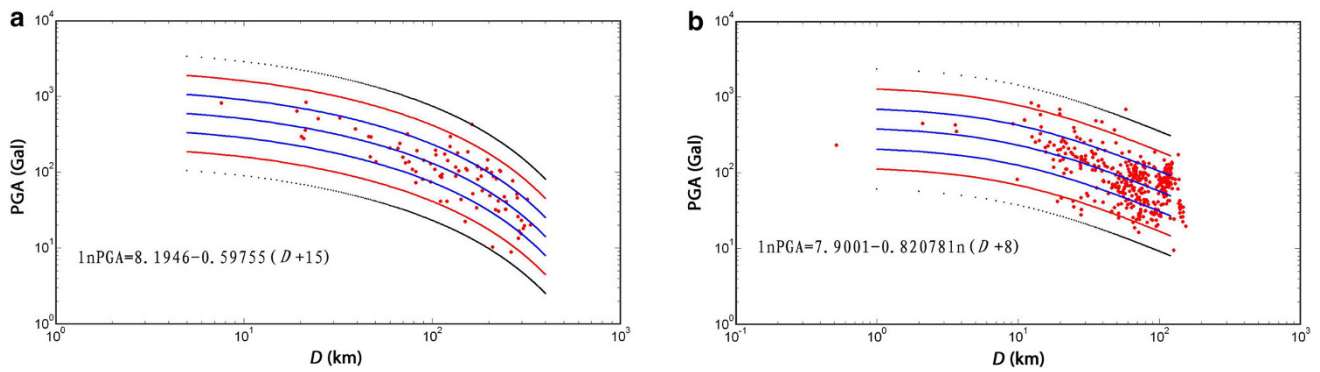 a
10⁴
10³
10²
10¹
10⁰
PGA (Gal)
lnPGA=8.1946-0.59755(D+15)
10⁰ 10¹ 10² 10³
D (km)
b
10⁴
10³
10²
10¹
10⁰
PGA (Gal)
lnPGA=7.9001-0.820781n(D+8)
10⁻¹ 10⁰ 10¹ 10² 10³
D (km)